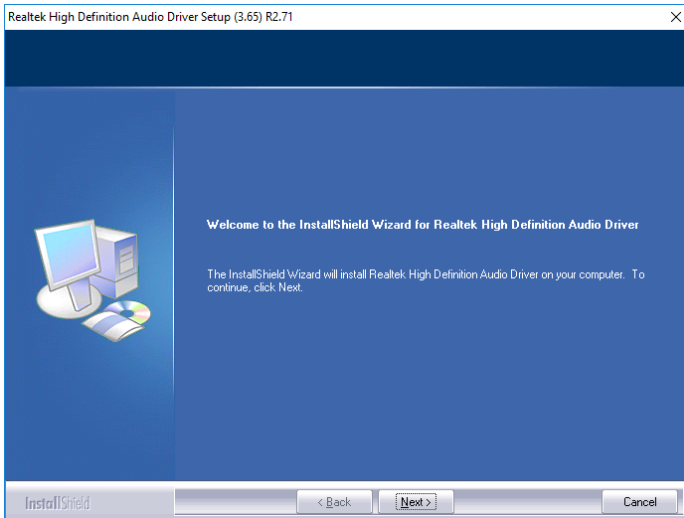 Realtek High Definition Audio Driver Setup (3.65) R2.71
Welcome to the InstallShield Wizard for Realtek High Definition Audio Driver
The InstallShield Wizard will install Realtek High Definition Audio Driver on your computer.  To
continue, click Next.
InstallShield
< Back
Next >
Cancel